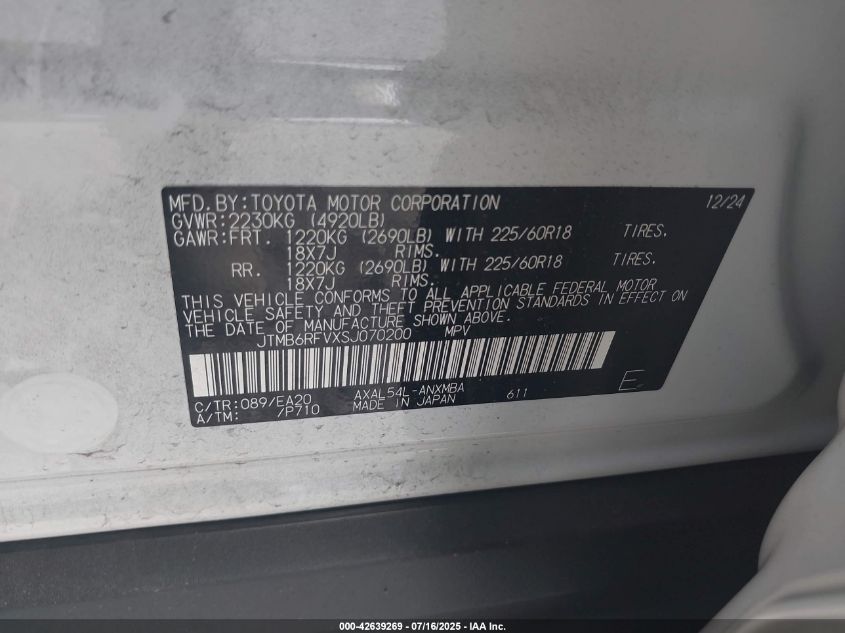 MFD. BY: TOYOTA MOTOR CORPORATION 12/24
GVWR: 2230KG (4920LB)
GAWR: FRT. 1220KG (2690LB) WITH 225/60R18 TIRES.
18X7J RIMS.
RR. 1220KG (2690LB) WITH 225/60R18 TIRES.
18X7J RIMS.
THIS VEHICLE CONFORMS TO ALL APPLICABLE FEDERAL MOTOR
VEHICLE SAFETY AND THEFT PREVENTION STANDARDS IN EFFECT ON
THE DATE OF MANUFACTURE SHOWN ABOVE.
JTMB6RFVXSJ070200 MPV
C/TR: 089/EA20 AXAL54L-ANXMBA 611 E
A/TM: 7P710 MADE IN JAPAN
000-42639269 - 07/16/2025 - IAA Inc.